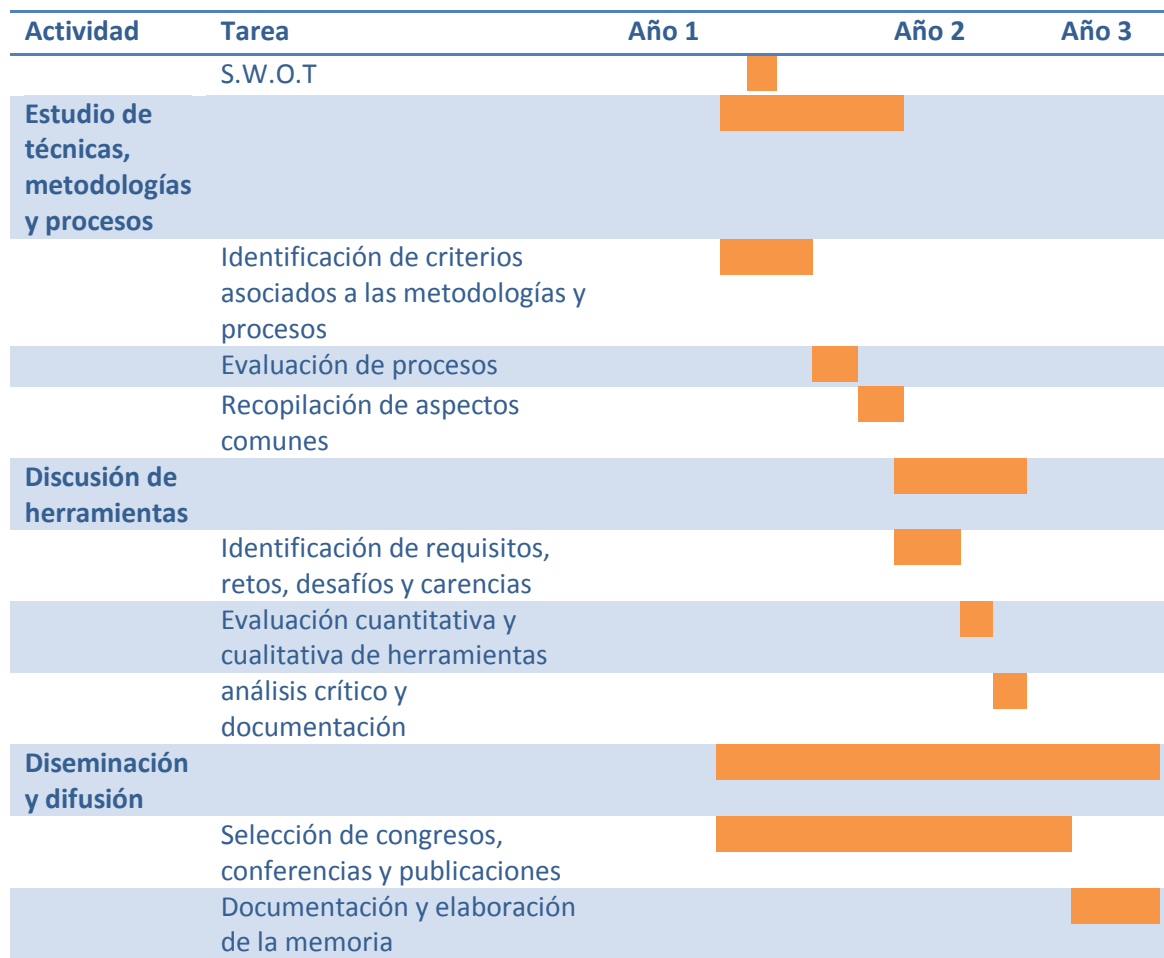 Actividad Tarea Año 1 Año 2 Año 3
S.W.O.T
Estudio de
técnicas,
metodologías
y procesos
Identificación de criterios
asociados a las metodologías y
procesos
Evaluación de procesos
Recopilación de aspectos
comunes
Discusión de
herramientas
Identificación de requisitos,
retos, desafíos y carencias
Evaluación cuantitativa y
cualitativa de herramientas
análisis crítico y
documentación
Diseminación
y difusión
Selección de congresos,
conferencias y publicaciones
Documentación y elaboración
de la memoria